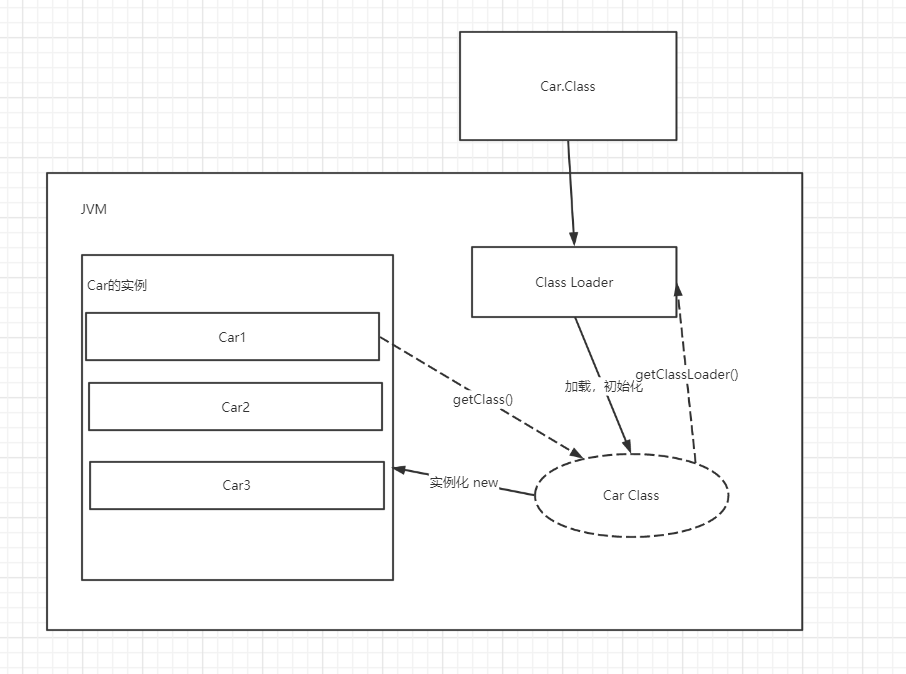 Car.Class
JVM
Class Loader
Car的实例
Car1
getClassLoader()
加载，初始化
getClass()
Car2
实例化 new
Car3
Car Class